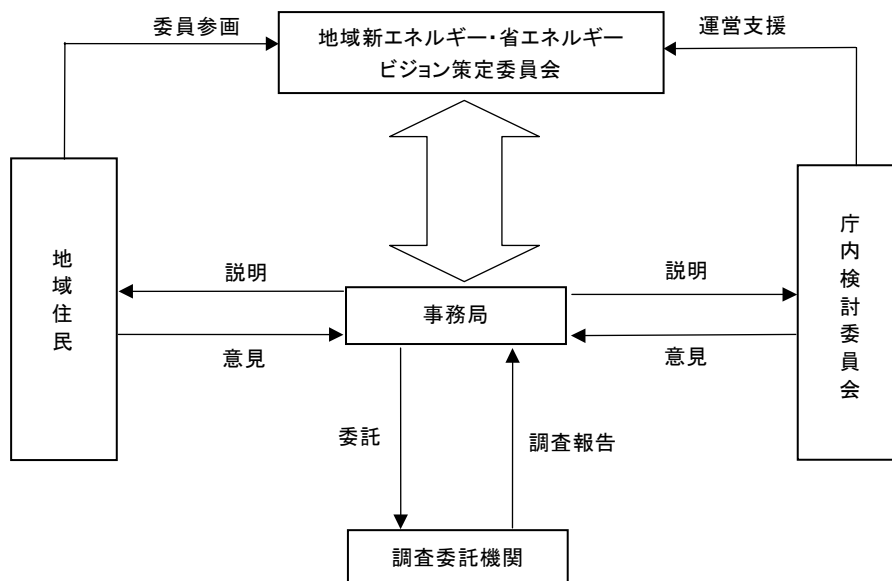 委員参画
地域新エネルギー・省エネルギー
ビジョン策定委員会
運営支援
地域住民
説明
意見
事務局
説明
意見
庁内検討委員会
委託
調査報告
調査委託機関